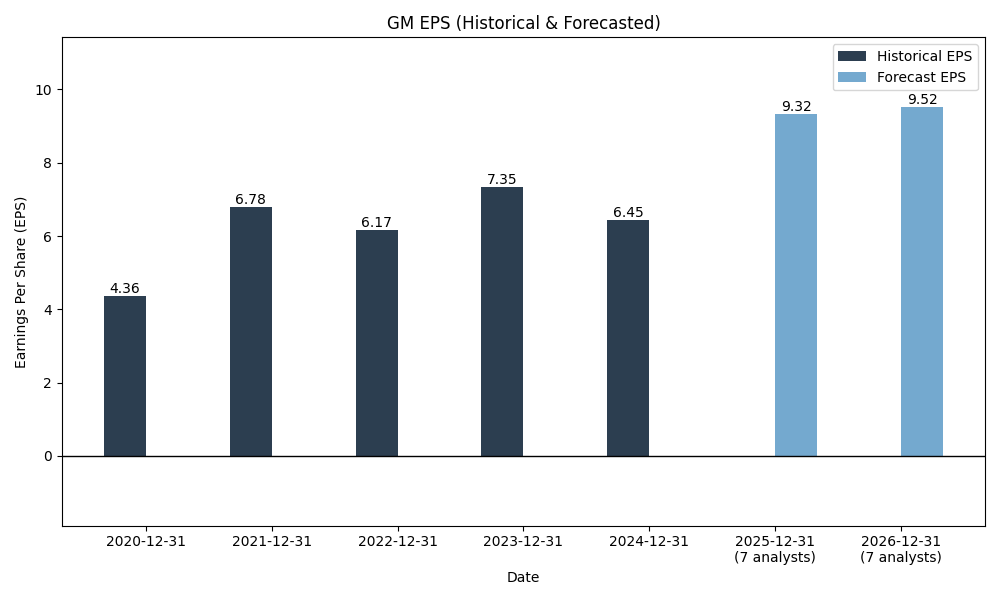 GM EPS (Historical & Forecasted)
Historical EPS
Forecast EPS
Earnings Per Share (EPS)
10
8
6
4
2
0
4.36
6.78
6.17
7.35
6.45
9.32
9.52
2020-12-31
2021-12-31
2022-12-31
2023-12-31
2024-12-31
2025-12-31
(7 analysts)
2026-12-31
(7 analysts)
Date